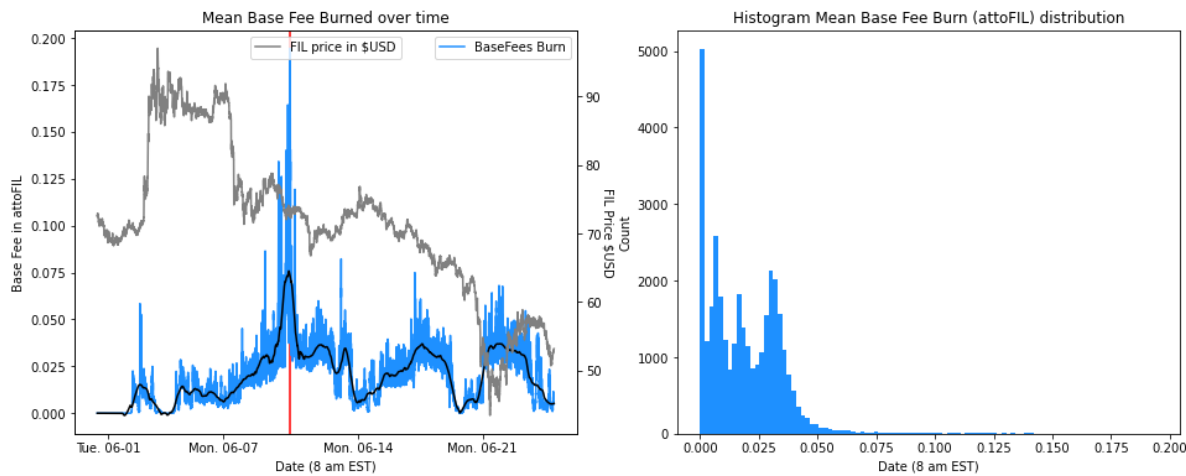 Mean Base Fee Burned over time
FIL price in $USD
BaseFees Burn
0.200
0.175
0.150
0.125
0.100
0.075
0.050
0.025
0.000
Base Fee in attoFIL
90
80
70
60
50
FIL Price $USD
Tue. 06-01
Mon. 06-07
Mon. 06-14
Mon. 06-21
Date (8 am EST)
Histogram Mean Base Fee Burn (attoFIL) distribution
5000
4000
3000
2000
1000
0
Count
0.000
0.025
0.050
0.075
0.100
0.125
0.150
0.175
0.200
Date (8 am EST)